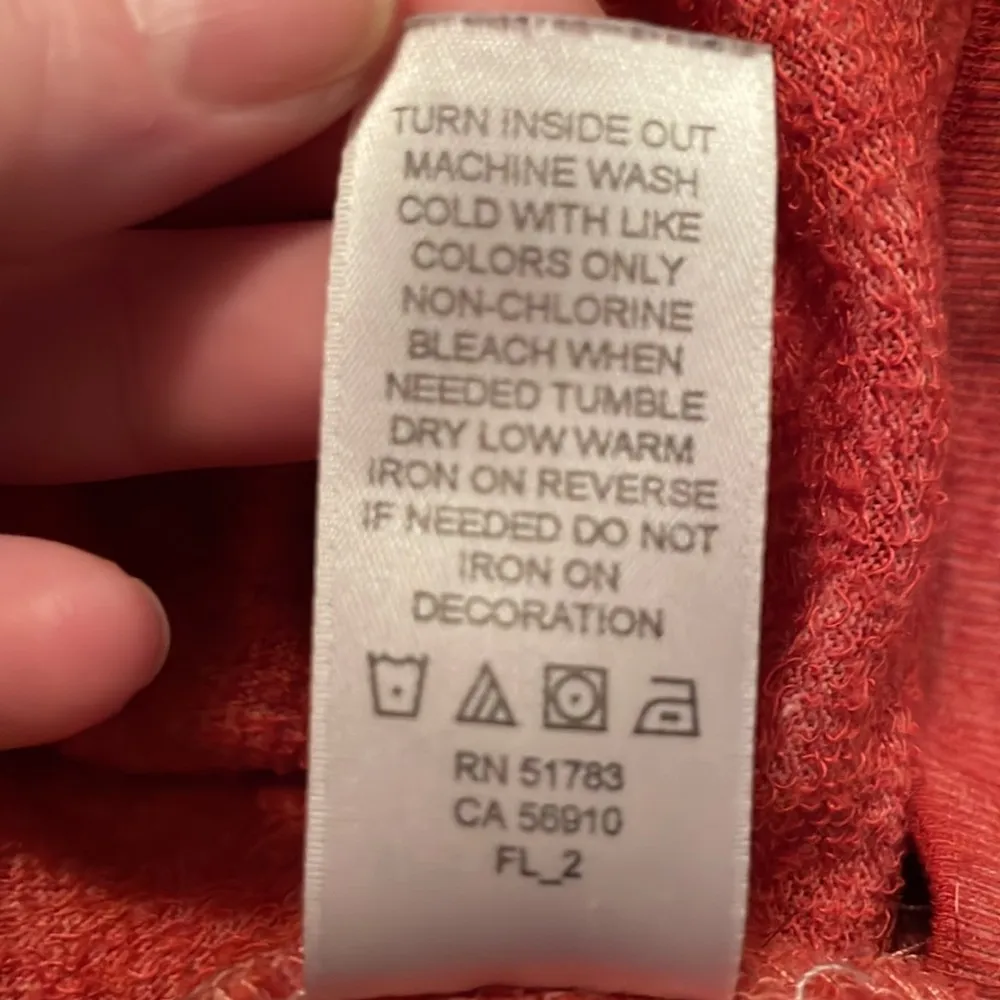 TURN INSIDE OUT
MACHINE WASH
COLD WITH LIKE
COLORS ONLY
NON-CHLORINE
BLEACH WHEN
NEEDED TUMBLE
DRY LOW WARM
IRON ON REVERSE
IF NEEDED DO NOT
IRON ON
DECORATION
RN 51783
CA 56910
FL_2